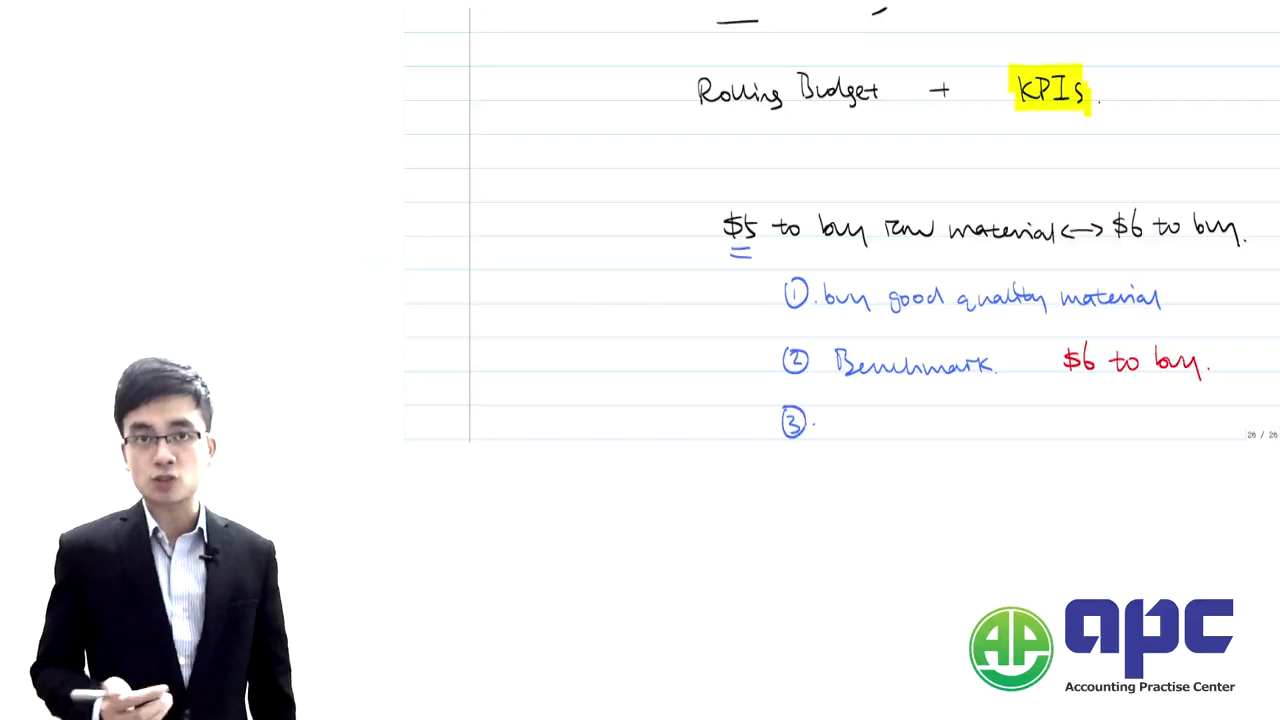 Rolling Budget + KPIs.
$5 to buy raw material <-> $6 to buy.
①. buy good quality material
② Benchmark. $6 to buy.
③.
26 / 26
AP
apc
Accounting Practise Center